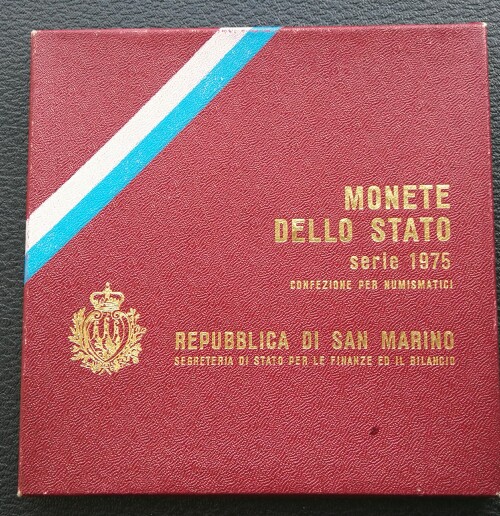 MONETE
DELLO STATO
serie 1975
CONFEZIONE PER NUMISMATICI
REPUBBLICA DI SAN MARINO
SEGRETERIA DI STATO PER LE FINANZE ED IL BILANCIO